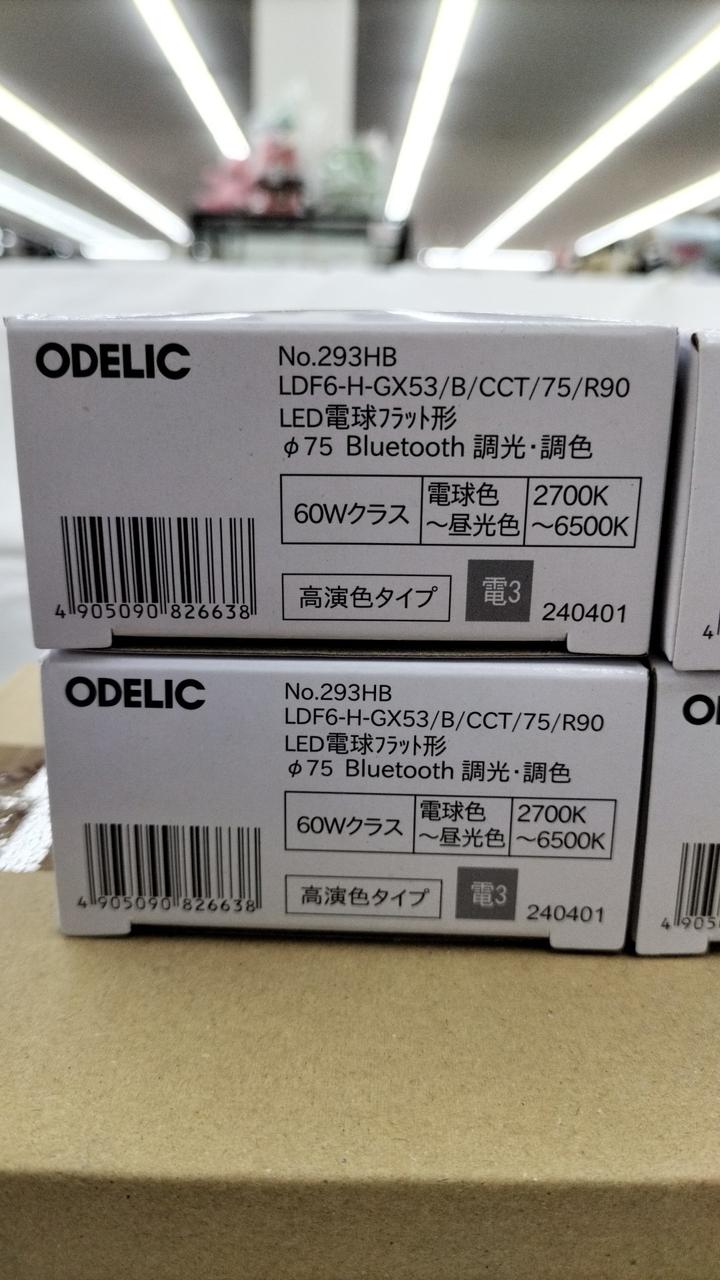 ODELIC
No.293HB
LDF6-H-GX53/B/CCT/75/R90
LED電球ﾌﾗｯﾄ形
φ75 Bluetooth 調光・調色
60Wクラス 電球色 2700K
～昼光色 ～6500K
高演色タイプ 電3 240401
4 905090 826638
4
ODELIC
No.293HB
LDF6-H-GX53/B/CCT/75/R90
LED電球ﾌﾗｯﾄ形
φ75 Bluetooth 調光・調色
60Wクラス 電球色 2700K
～昼光色 ～6500K
高演色タイプ 電3 240401
4 905090 826638
4 905